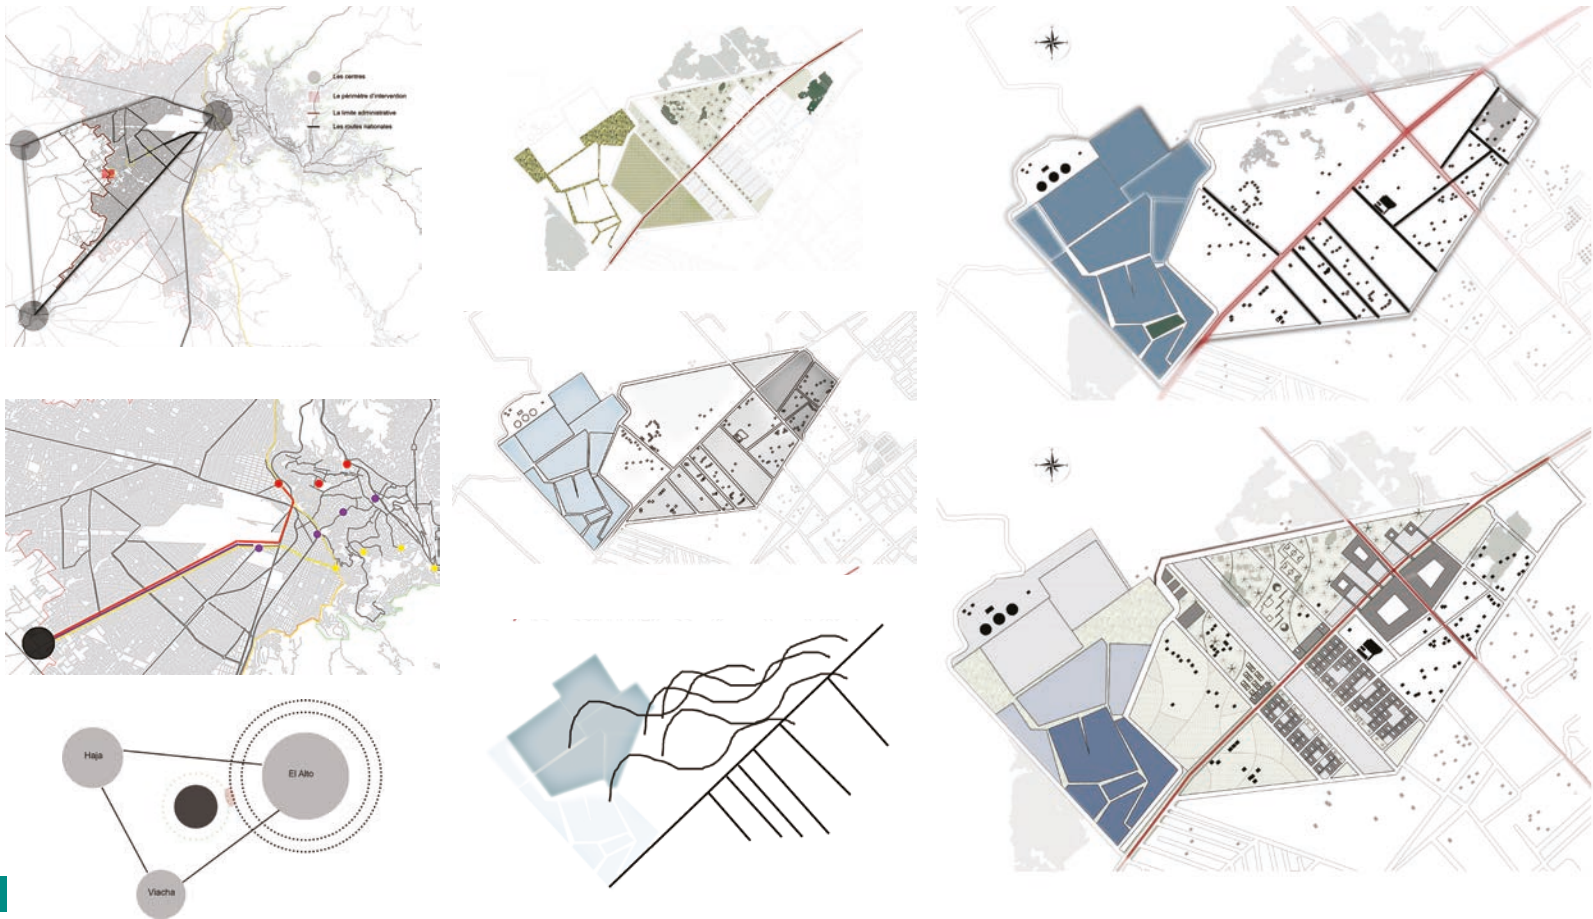 Les centres
Le périmètre d'intervention
La limite administrative
Les routes nationales
Haja
El Alto
Viacha